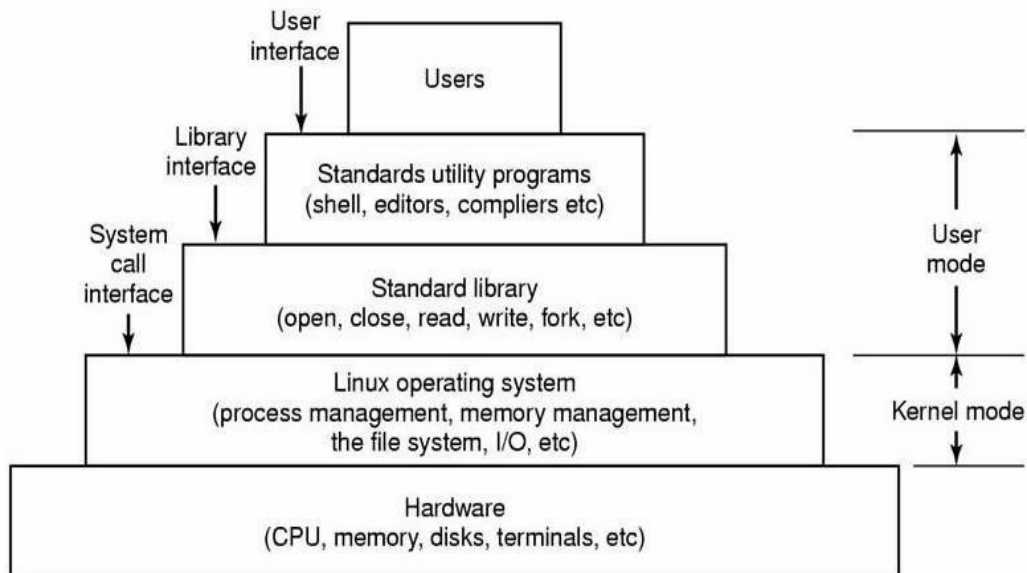 User
interface
Users
Library
interface
Standards utility programs
(shell, editors, compliers etc)
System
call
interface
User
mode
Standard library
(open, close, read, write, fork, etc)
Linux operating system
(process management, memory management,
the file system, I/O, etc)
Kernel mode
Hardware
(CPU, memory, disks, terminals, etc)